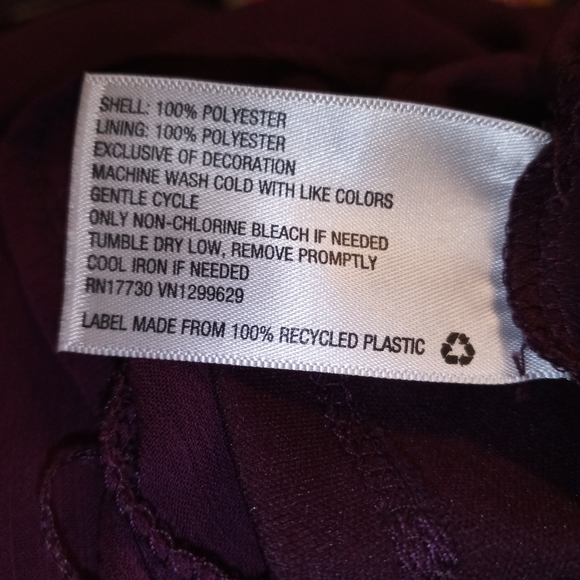 SHELL: 100% POLYESTER
LINING: 100% POLYESTER
EXCLUSIVE OF DECORATION
MACHINE WASH COLD WITH LIKE COLORS
GENTLE CYCLE
ONLY NON-CHLORINE BLEACH IF NEEDED
TUMBLE DRY LOW, REMOVE PROMPTLY
COOL IRON IF NEEDED
RN17730 VN1299629
LABEL MADE FROM 100% RECYCLED PLASTIC